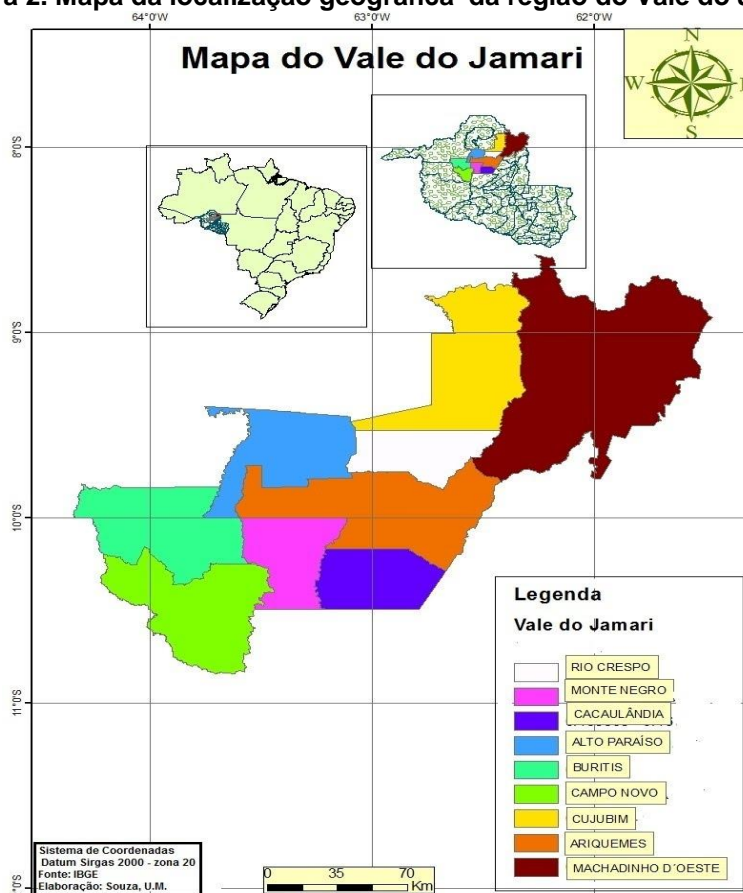 a 2. Mapa da localização geográfica da região do Vale do J
64°0'W 63°0'W 62°0'W
Mapa do Vale do Jamari
N
W
S
8°0'S
9°0'S
10°0'S
11°0'S
Legenda
Vale do Jamari
RIO CRESPO
MONTE NEGRO
CACAULÂNDIA
ALTO PARAÍSO
BURITIS
CAMPO NOVO
CUJUBIM
ARIQUEMES
MACHADINHO D´OESTE
Sistema de Coordenadas
Datum Sirgas 2000 - zona 20
Fonte: IBGE
Elaboração: Souza, U.M.
0 35 70
Km